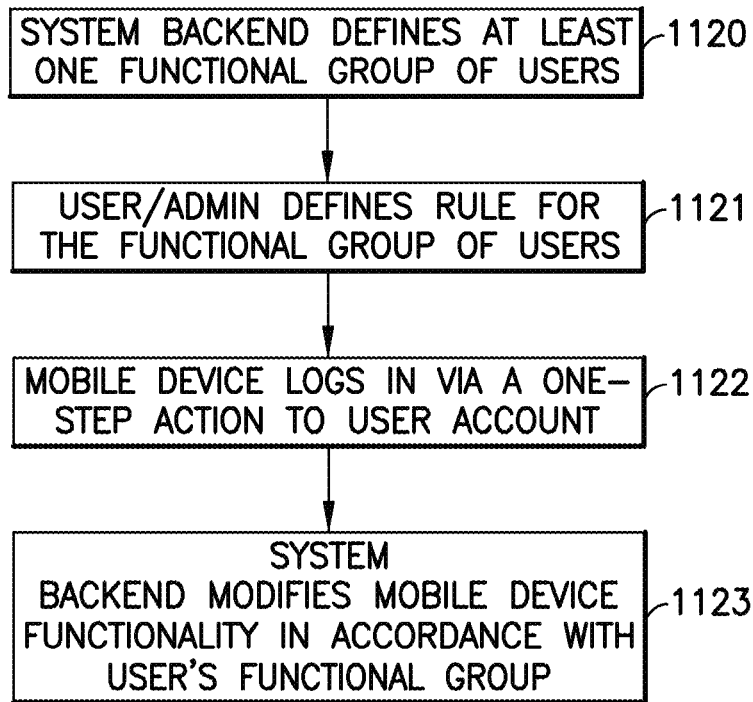 SYSTEM BACKEND DEFINES AT LEAST
ONE FUNCTIONAL GROUP OF USERS
1120
USER/ADMIN DEFINES RULE FOR
THE FUNCTIONAL GROUP OF USERS
1121
MOBILE DEVICE LOGS IN VIA A ONE-
STEP ACTION TO USER ACCOUNT
1122
SYSTEM
BACKEND MODIFIES MOBILE DEVICE
FUNCTIONALITY IN ACCORDANCE WITH
USER'S FUNCTIONAL GROUP
1123